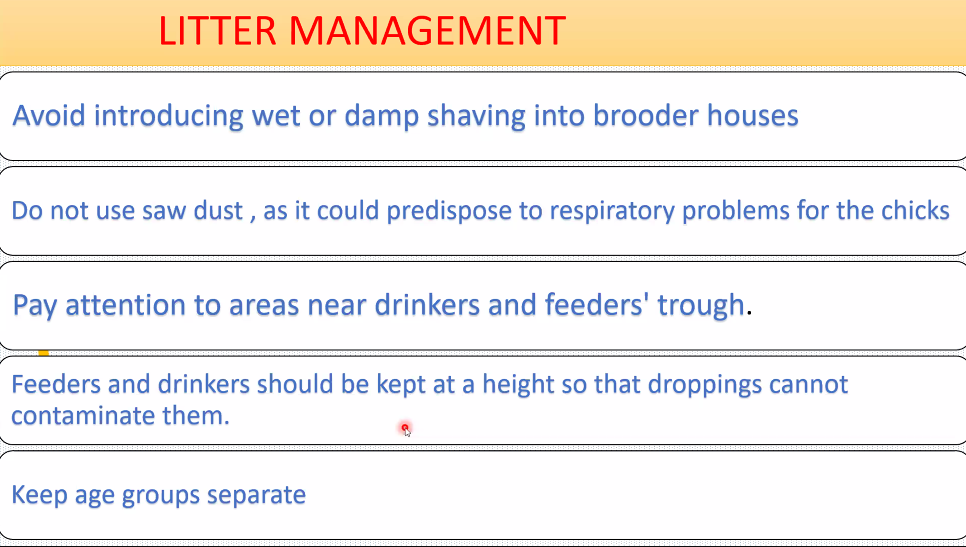 LITTER MANAGEMENT
Avoid introducing wet or damp shaving into brooder houses
Do not use saw dust , as it could predispose to respiratory problems for the chicks
Pay attention to areas near drinkers and feeders' trough.
Feeders and drinkers should be kept at a height so that droppings cannot
contaminate them.
Keep age groups separate